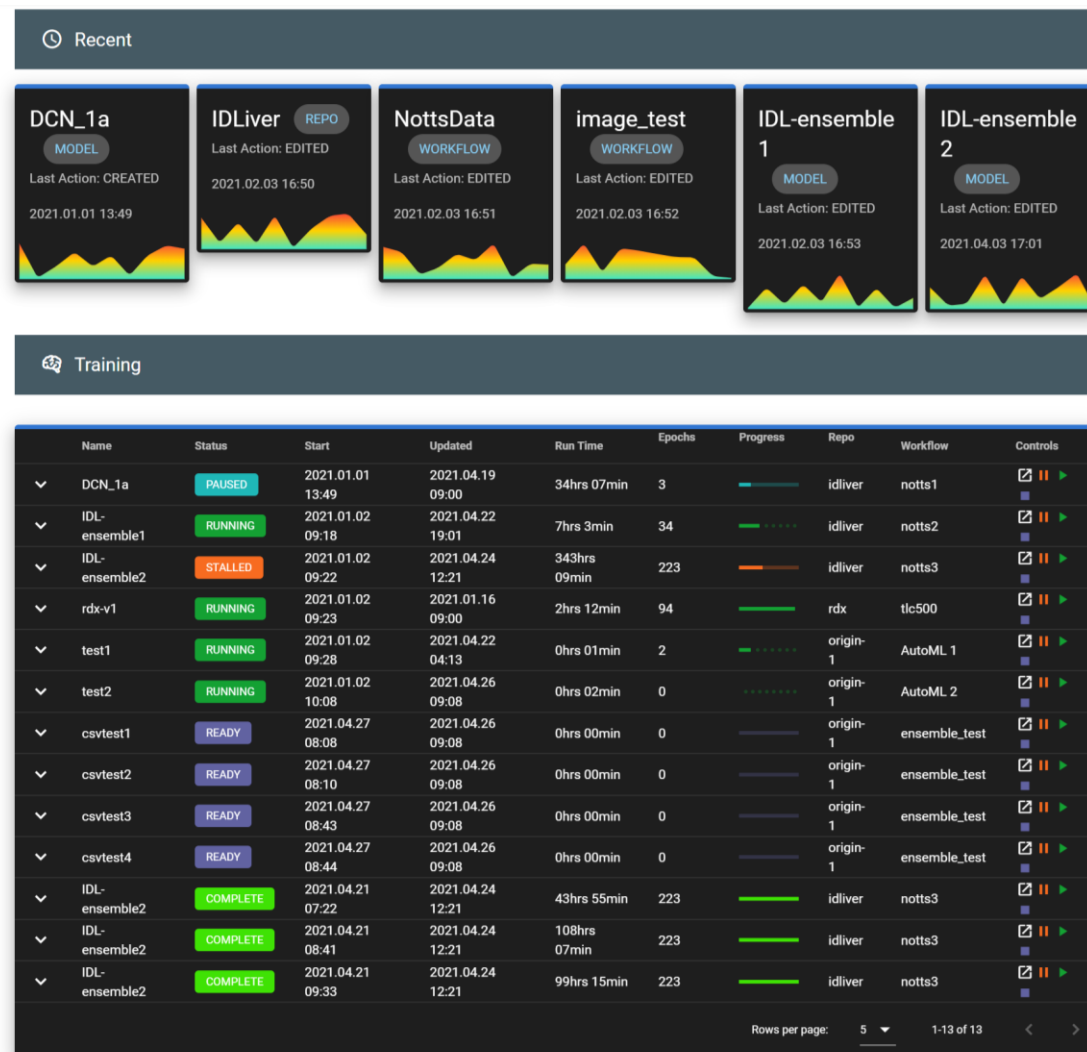 Recent
DCN_1a
MODEL
Last Action: CREATED
2021.01.01 13:49
IDLiver REPO
Last Action: EDITED
2021.02.03 16:50
NottsData
WORKFLOW
Last Action: EDITED
2021.02.03 16:51
image_test
WORKFLOW
Last Action: EDITED
2021.02.03 16:52
IDL-ensemble
1
MODEL
Last Action: EDITED
2021.02.03 16:53
IDL-ensemble
2
MODEL
Last Action: EDITED
2021.04.03 17:01
Training
Name Status Start Updated Run Time Epochs Progress Repo Workflow Controls
DCN_1a PAUSED 2021.01.01 13:49 2021.04.19 09:00 34hrs 07min 3 idliver notts1
IDL-ensemble1 RUNNING 2021.01.02 09:18 2021.04.22 19:01 7hrs 3min 34 idliver notts2
IDL-ensemble2 STALLED 2021.01.02 09:22 2021.04.24 12:21 343hrs 09min 223 idliver notts3
rdx-v1 RUNNING 2021.01.02 09:23 2021.01.16 09:00 2hrs 12min 94 rdx tlc500
test1 RUNNING 2021.01.02 09:28 2021.04.22 04:13 0hrs 01min 2 origin-1 AutoML 1
test2 RUNNING 2021.01.02 10:08 2021.04.26 09:08 0hrs 02min 0 origin-1 AutoML 2
csvtest1 READY 2021.04.27 08:08 2021.04.26 09:08 0hrs 00min 0 origin-1 ensemble_test
csvtest2 READY 2021.04.27 08:10 2021.04.26 09:08 0hrs 00min 0 origin-1 ensemble_test
csvtest3 READY 2021.04.27 08:43 2021.04.26 09:08 0hrs 00min 0 origin-1 ensemble_test
csvtest4 READY 2021.04.27 08:44 2021.04.26 09:08 0hrs 00min 0 origin-1 ensemble_test
IDL-ensemble2 COMPLETE 2021.04.21 07:22 2021.04.24 12:21 43hrs 55min 223 idliver notts3
IDL-ensemble2 COMPLETE 2021.04.21 08:41 2021.04.24 12:21 108hrs 07min 223 idliver notts3
IDL-ensemble2 COMPLETE 2021.04.21 09:33 2021.04.24 12:21 99hrs 15min 223 idliver notts3
Rows per page: 5 1-13 of 13